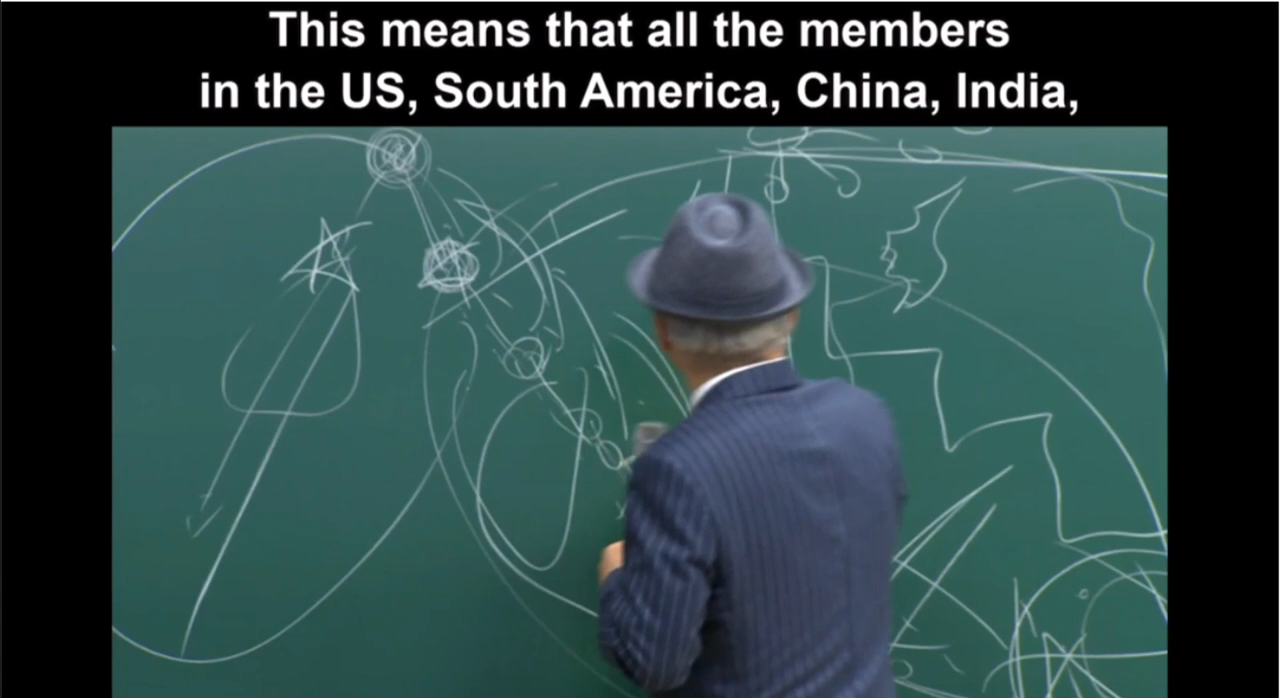 This means that all the members
in the US, South America, China, India,